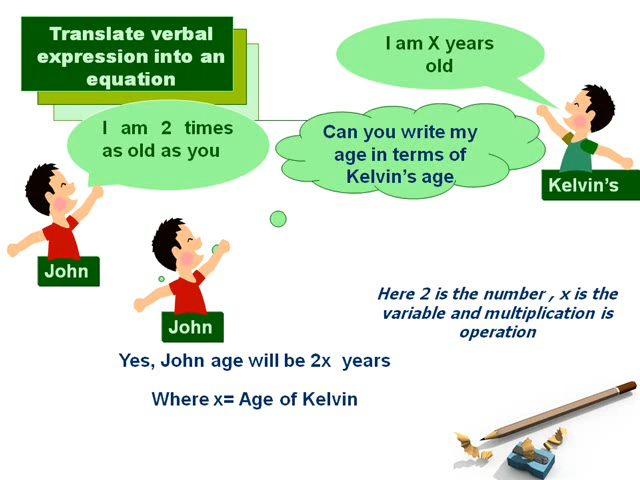 Translate verbal
expression into an
equation
I am X years
old
I am 2 times
as old as you
Can you write my
age in terms of
Kelvin's age
Kelvin's
John
John
Here 2 is the number , x is the
variable and multiplication is
operation
Yes, John age will be 2x years
Where x= Age of Kelvin